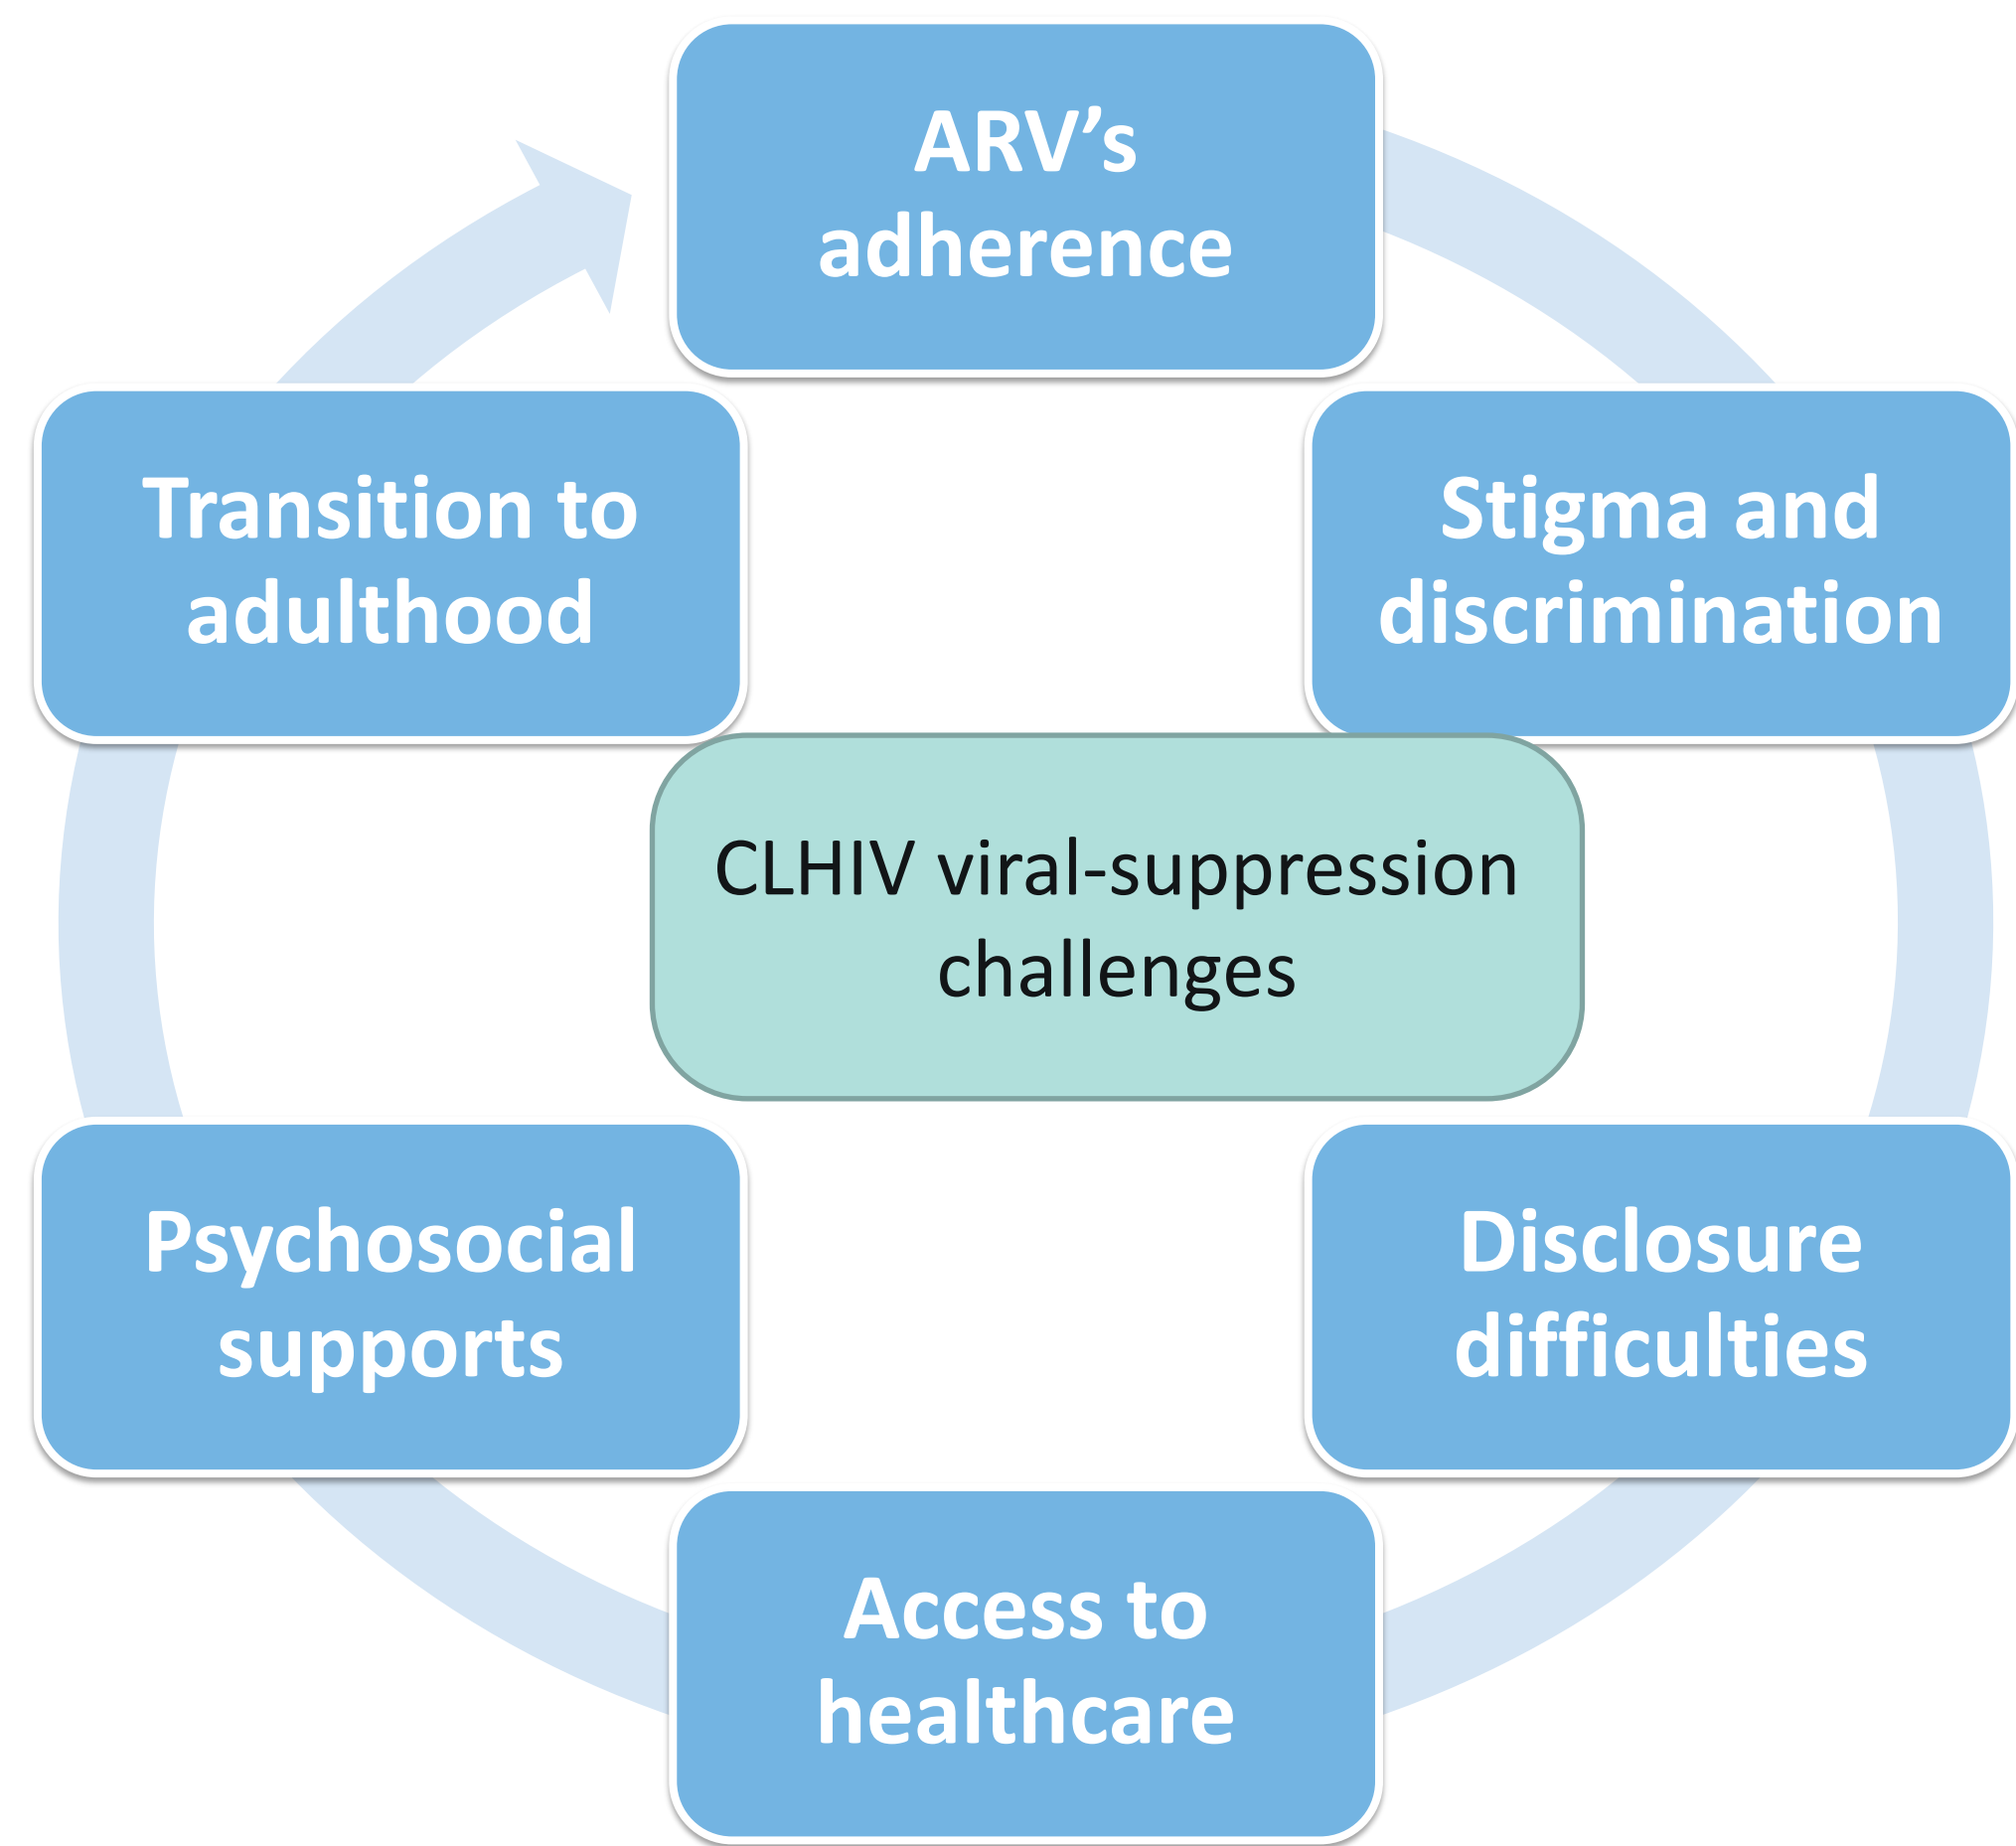 ARV’s
adherence
Stigma and
discrimination
Disclosure
difficulties
Access to
healthcare
Psychosocial
supports
Transition to
adulthood
CLHIV viral-suppression
challenges